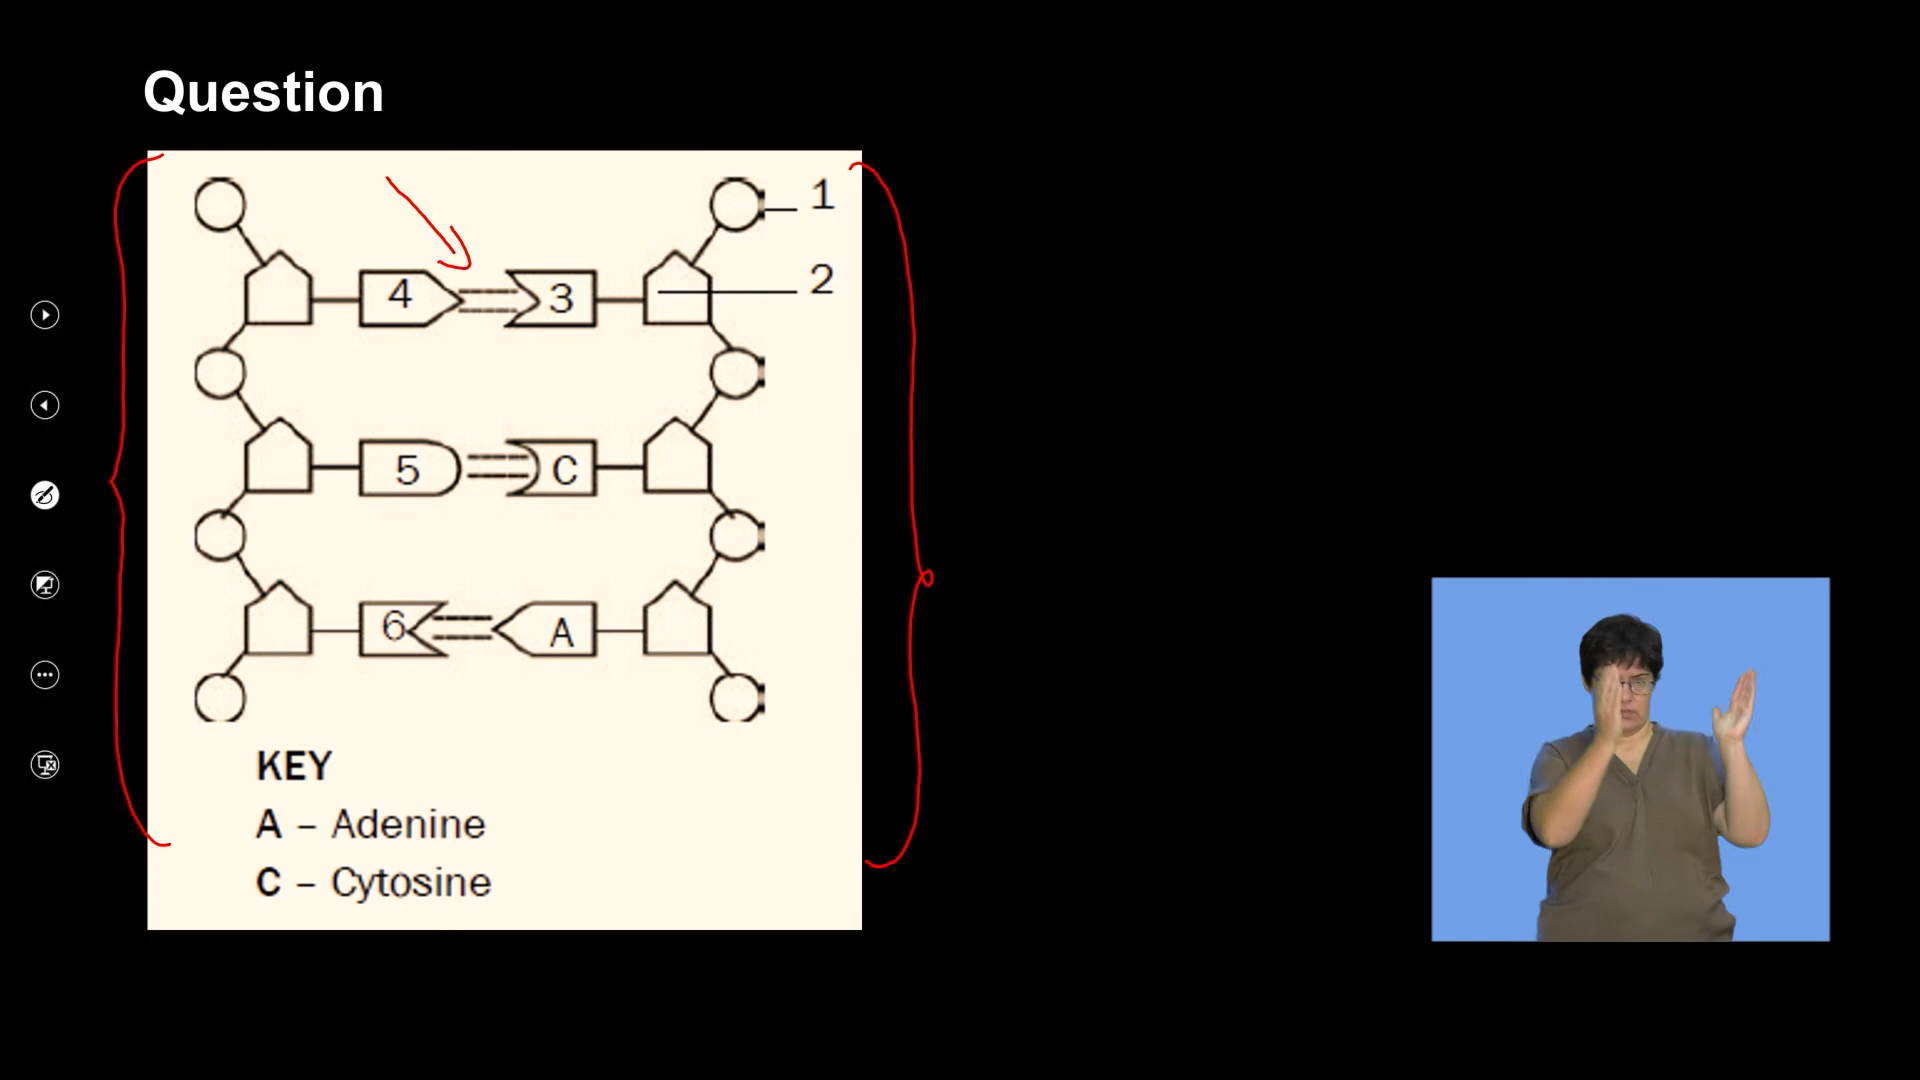 Question
1
4
3
2
5
C
6
A
KEY
A – Adenine
C – Cytosine